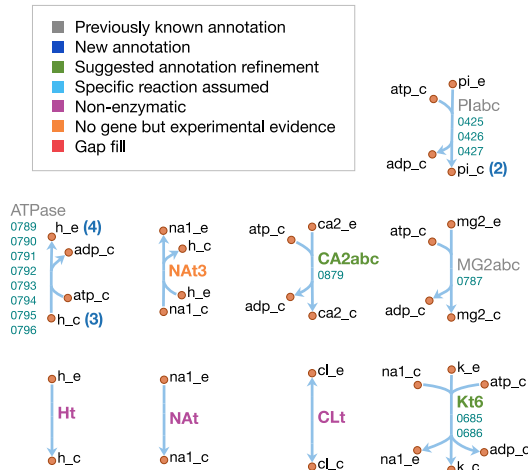 Previously known annotation
New annotation
Suggested annotation refinement
Specific reaction assumed
Non-enzymatic
No gene but experimental evidence
Gap fill
pi_e
atp_c
PIabc
0425
0426
0427
adp_c
pi_c (2)
ATPase
0789
0790
0791
0792
0793
0794
0795
0796
h_e (4)
adp_c
atp_c
h_c (3)
na1_e
h_c
NAt3
h_e
na1_c
ca2_e
atp_c
CA2abc
0879
adp_c
ca2_c
mg2_e
atp_c
MG2abc
0787
adp_c
mg2_c
h_e
Ht
h_c
na1_e
NAt
na1_c
cl_e
CLt
cl_c
k_e
na1_c
atp_c
Kt6
0685
0686
na1_e
adp_c
k_c